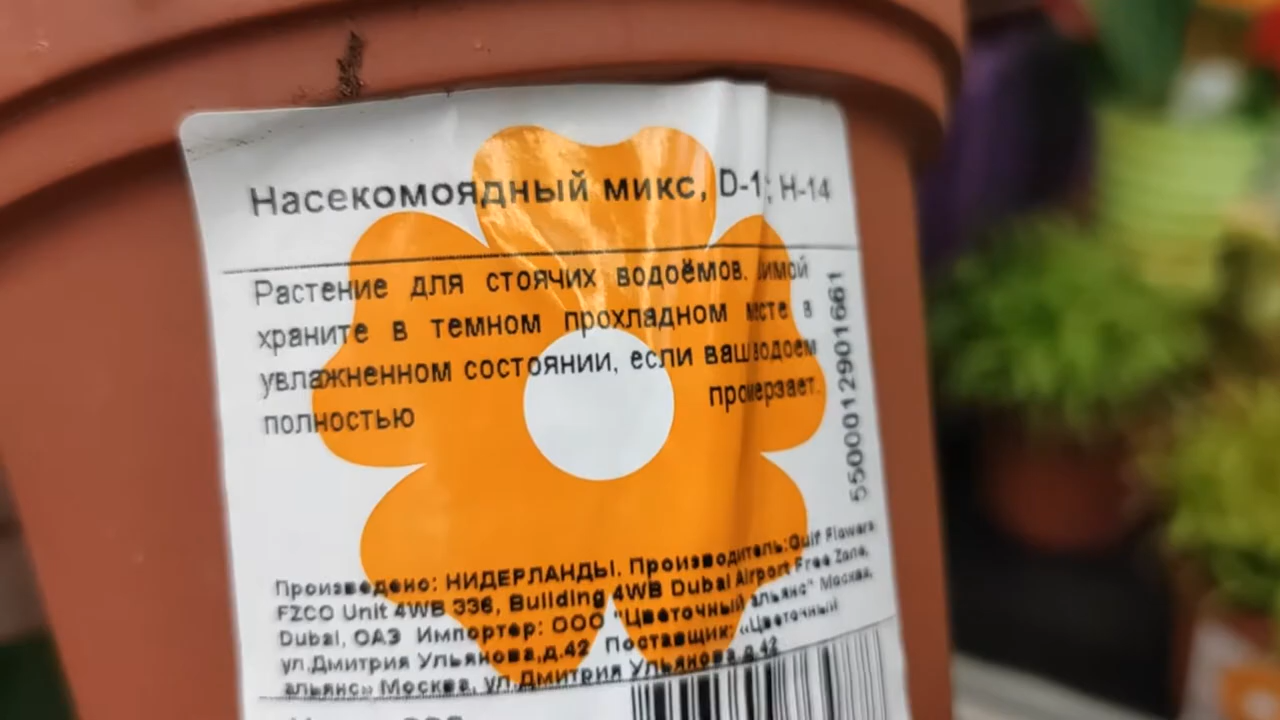 Насекомоядный микс, D-1; H-14
Растение для стоячих водоёмов. Зимой
храните в темном прохладном месте в
увлажненном состоянии, если ваш водоем
полностью промерзает.
5500012901661
Произведено: НИДЕРЛАНДЫ. Производитель:Gulf Flowers
FZCO Unit 4WB 336, Building 4WB Dubai Airport Free Zone,
Dubai, ОАЭ Импортер: ООО "Цветочный альянс" Москва,
ул.Дмитрия Ульянова,д.42 Поставщик: «Цветочный
альянс» Москва, ул.Дмитрия Ульянова д.42